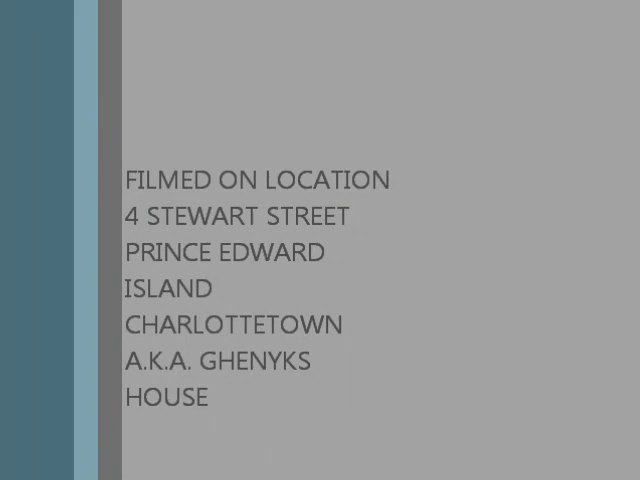 FILMED ON LOCATION
4 STEWART STREET
PRINCE EDWARD
ISLAND
CHARLOTTETOWN
A.K.A. GHENYKS
HOUSE